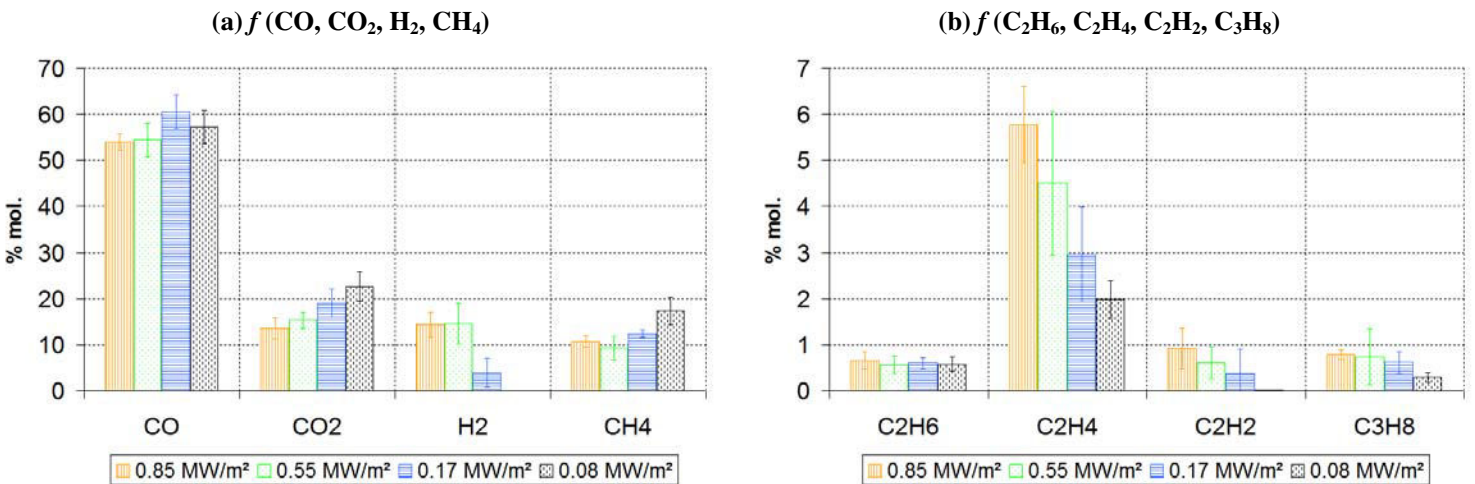 (a) f (CO, CO₂, H₂, CH₄)
70
60
50
40
30
20
10
0
% mol.
CO CO2 H2 CH4
0.85 MW/m² 0.55 MW/m² 0.17 MW/m² 0.08 MW/m²
(b) f (C₂H₆, C₂H₄, C₂H₂, C₃H₈)
7
6
5
4
3
2
1
0
% mol.
C2H6 C2H4 C2H2 C3H8
0.85 MW/m² 0.55 MW/m² 0.17 MW/m² 0.08 MW/m²